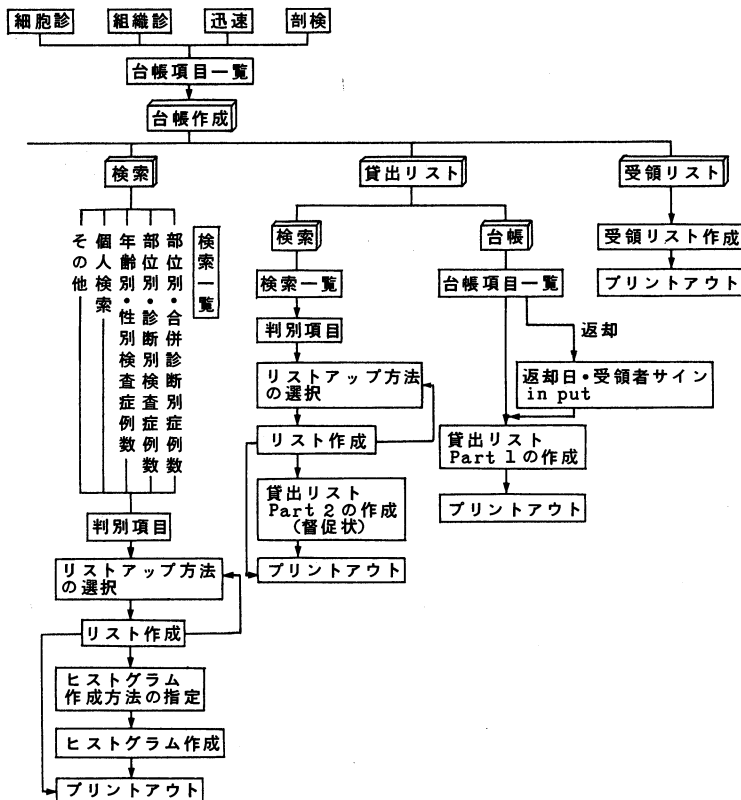 細胞診
組織診
迅速
剖検
台帳項目一覧
台帳作成
検索
貸出リスト
受領リスト
検索一覧
部位別・合併診断別症例数
部位別・診断別検査症例数
年齢別・性別検査症例数
個人検索
その他
判別項目
リストアップ方法
の選択
リスト作成
ヒストグラム
作成方法の指定
ヒストグラム作成
プリントアウト
検索
検索一覧
判別項目
リストアップ方法
の選択
リスト作成
貸出リスト
Part 2の作成
(督促状)
プリントアウト
台帳
台帳項目一覧
返却
返却日・受領者サイン
in put
貸出リスト
Part 1の作成
プリントアウト
受領リスト作成
プリントアウト